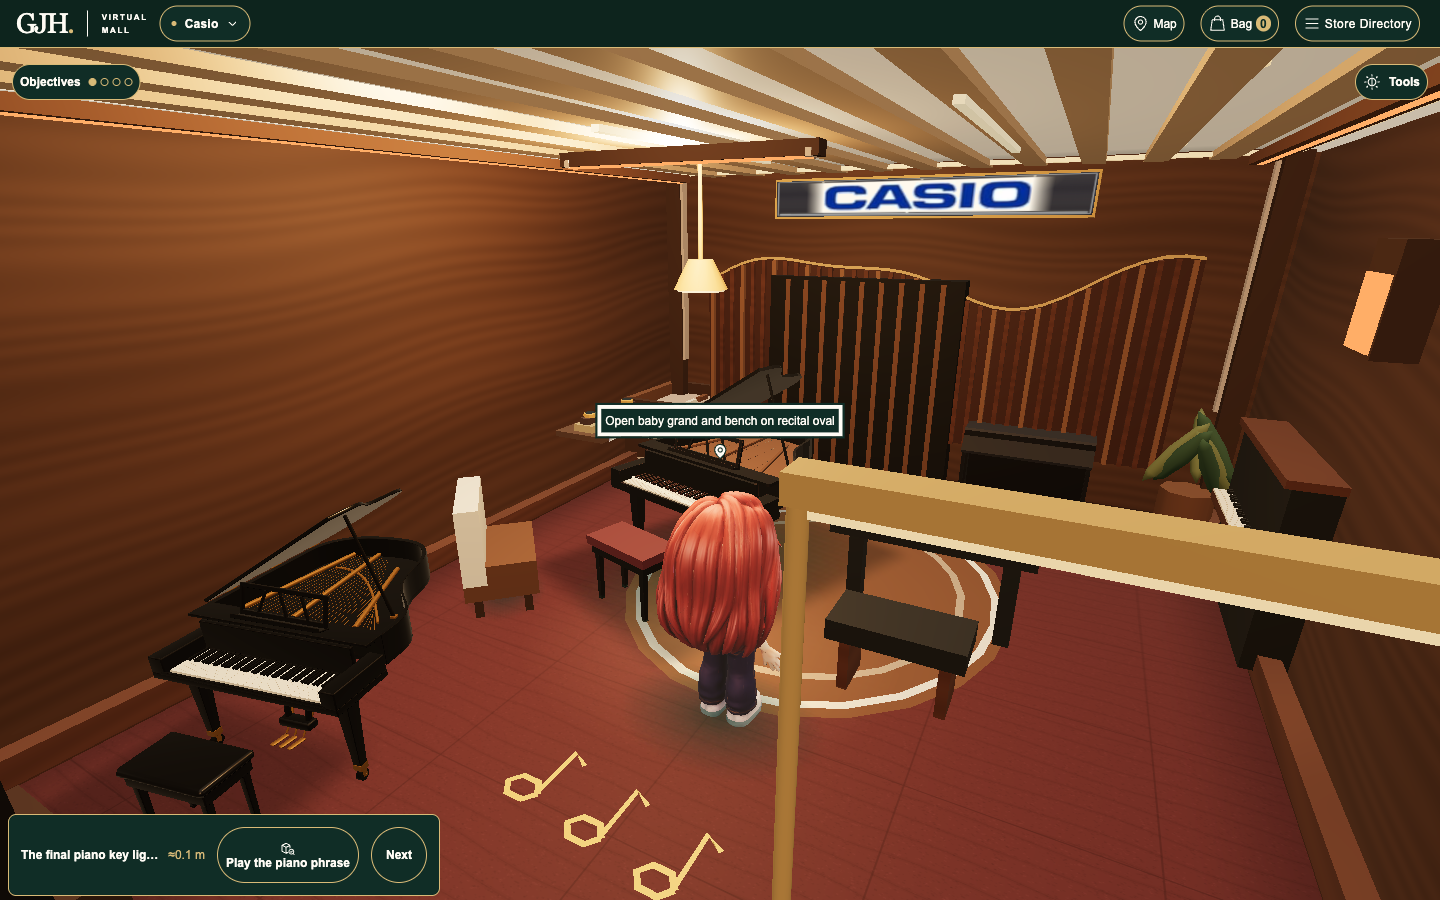 GJH.
VIRTUAL
MALL
Casio
Map
Bag 0
Store Directory
Objectives
Tools
CASIO
Open baby grand and bench on recital oval
The final piano key lig...
≈0.1 m
Play the piano phrase
Next